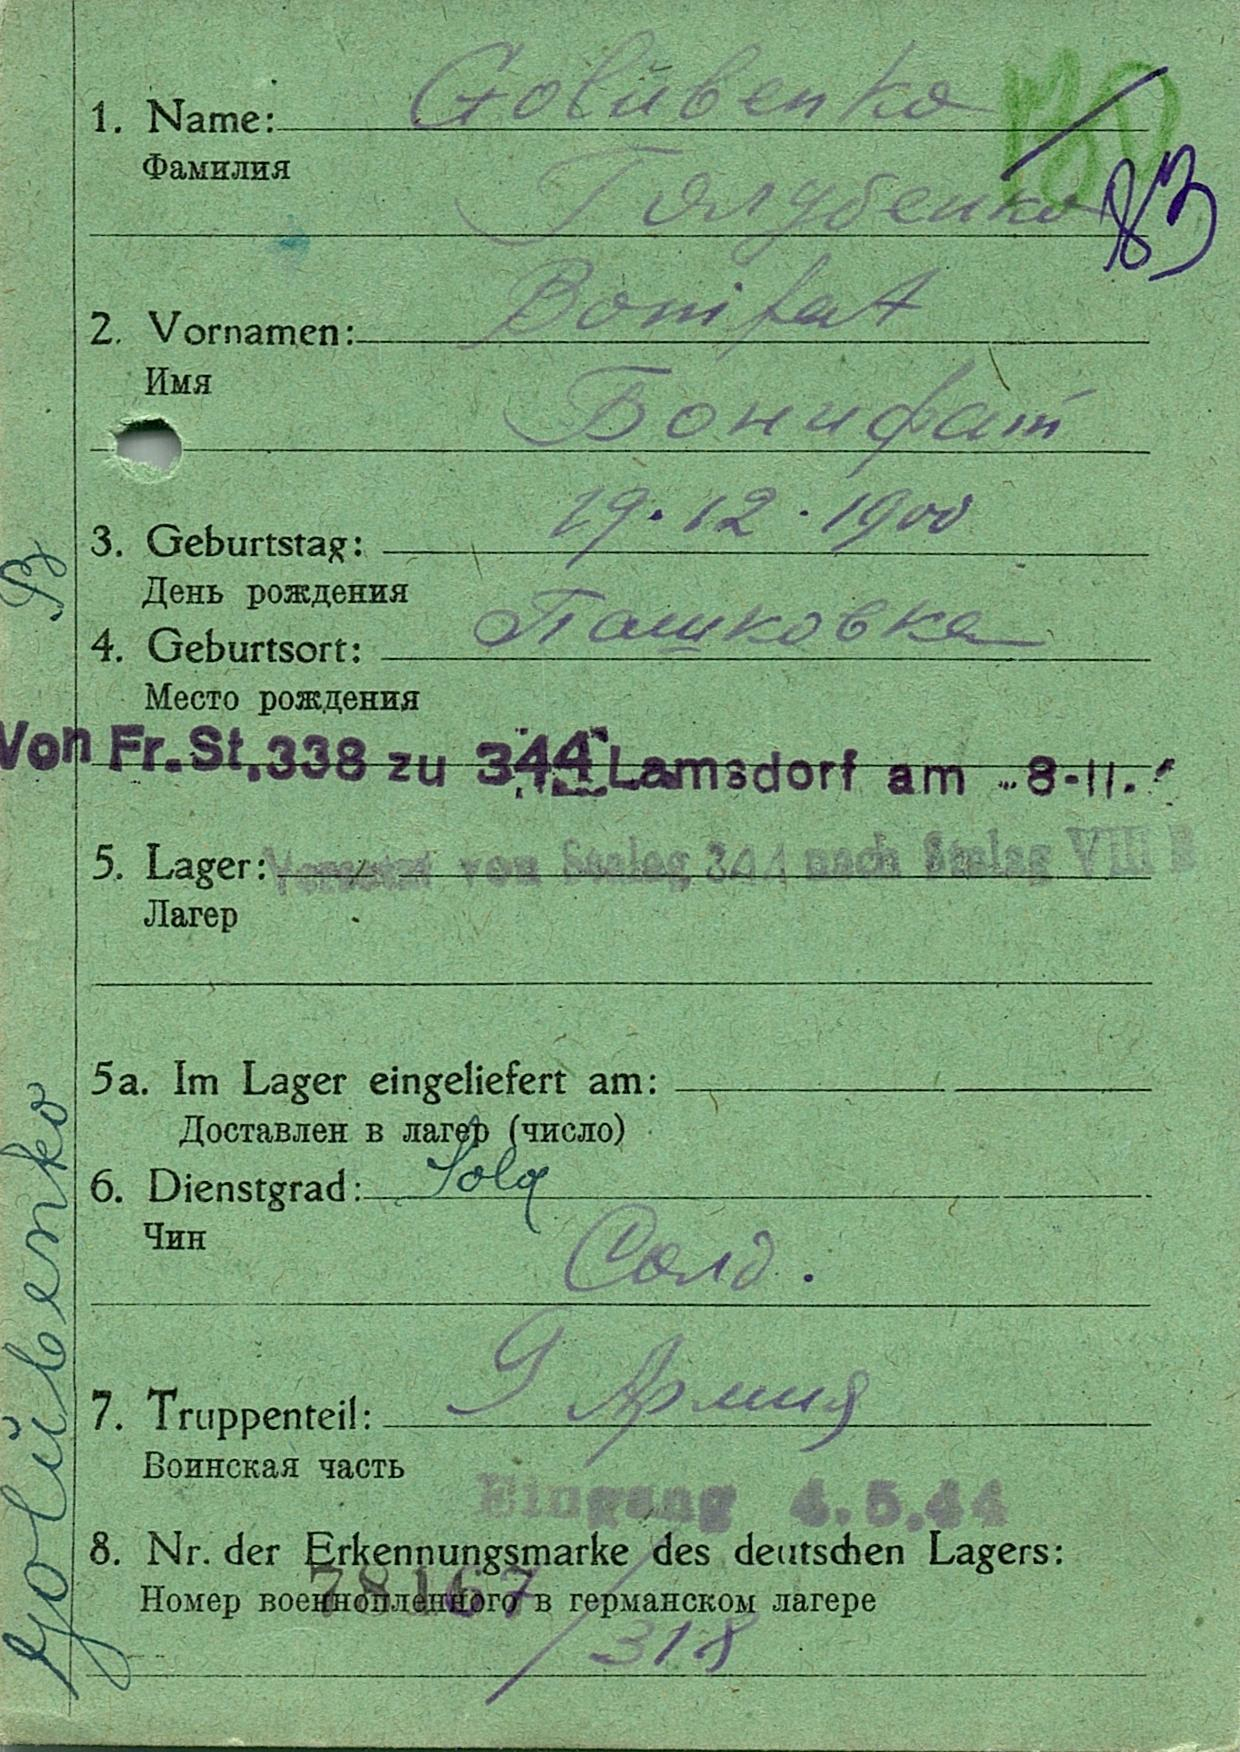 1. Name: Golübenko
Фамилия
Голубенко
83
2. Vornamen: Bonifat
Имя
Бонифат
3. Geburtstag: 19.12.1900
День рождения
4. Geburtsort: Пашковка
Место рождения
Von Fr. St. 338 zu 344 Lamsdorf am 8-11.
5. Lager: Versetzt von Stalag 344 nach Stalag VIII B
Лагер
5a. Im Lager eingeliefert am:
Доставлен в лагер (число)
6. Dienstgrad: Sold
Чин
Солд.
7. Truppenteil: 9 Армия
Воинская часть
Eingang 4.5.44
8. Nr. der Erkennungsmarke des deutschen Lagers:
Номер военнопленного в германском лагере
78167 / 318
Golübenko B